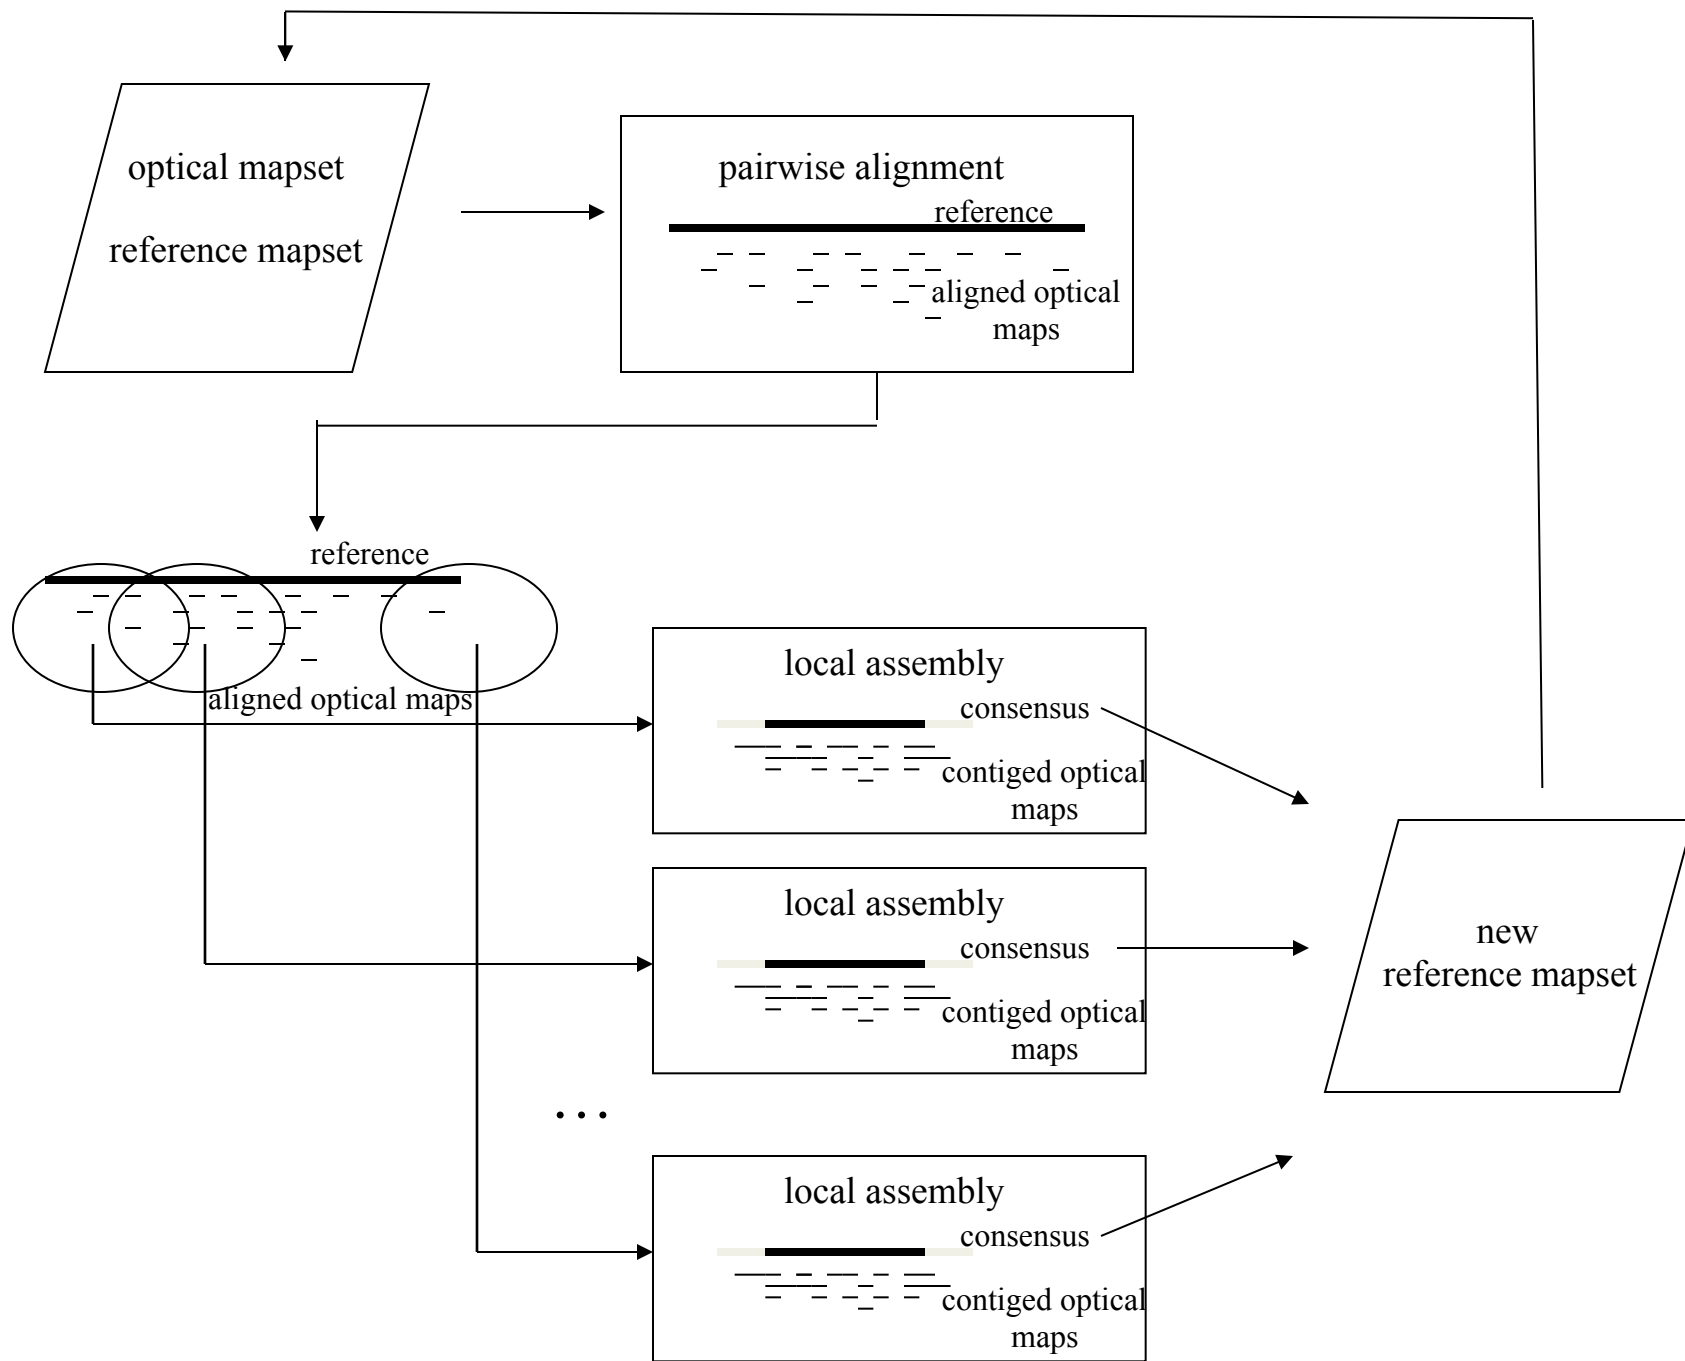 optical mapset
reference mapset
pairwise alignment
reference
aligned optical
maps
reference
aligned optical maps
local assembly
consensus
contiged optical
maps
local assembly
consensus
contiged optical
maps
new
reference mapset
...
local assembly
consensus
contiged optical
maps